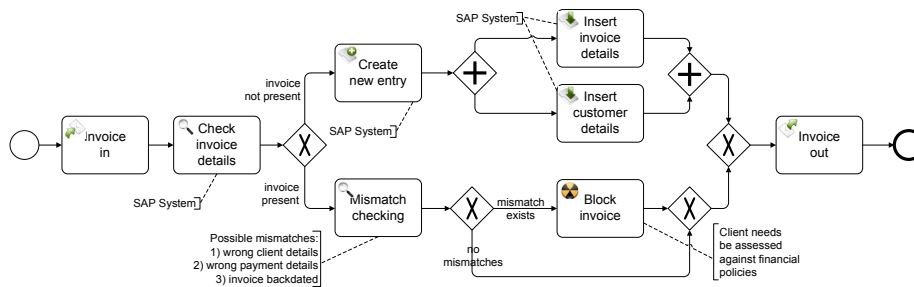 SAP System
Insert
invoice
details
Create
new entry
invoice
not present
Insert
customer
details
SAP System
Invoice
in
Check
invoice
details
Invoice
out
SAP System
invoice
present
Mismatch
checking
mismatch
exists
Block
invoice
Possible mismatches:
1) wrong client details
2) wrong payment details
3) invoice backdated
no
mismatches
Client needs
be assessed
against financial
policies